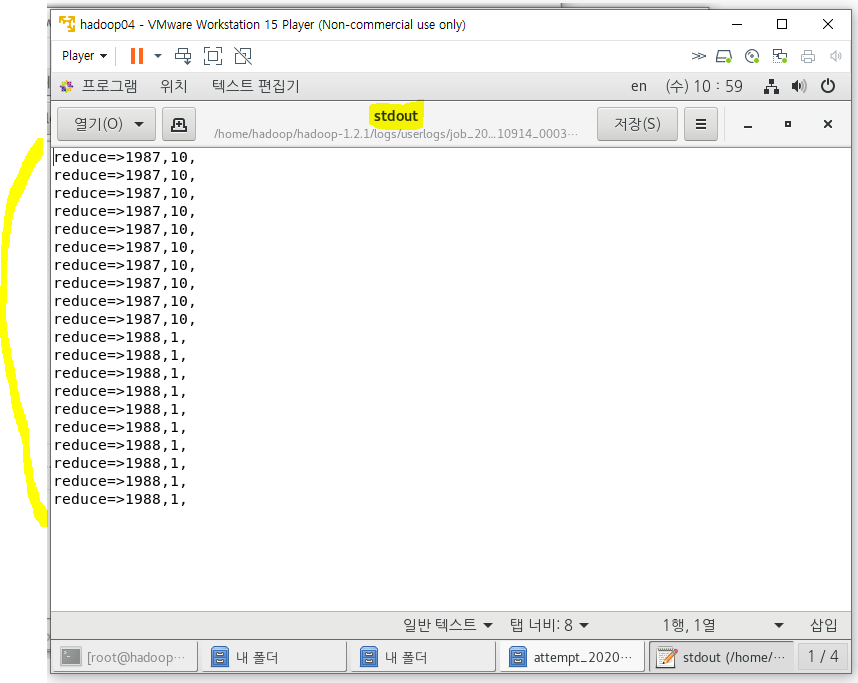 hadoop04 - VMware Workstation 15 Player (Non-commercial use only)
Player
프로그램 위치 텍스트 편집기 en (수) 10 : 59
열기(O) stdout 저장(S)
/home/hadoop/hadoop-1.2.1/logs/userlogs/job_20...10914_0003...
reduce=>1987,10,
reduce=>1987,10,
reduce=>1987,10,
reduce=>1987,10,
reduce=>1987,10,
reduce=>1987,10,
reduce=>1987,10,
reduce=>1987,10,
reduce=>1987,10,
reduce=>1987,10,
reduce=>1988,1,
reduce=>1988,1,
reduce=>1988,1,
reduce=>1988,1,
reduce=>1988,1,
reduce=>1988,1,
reduce=>1988,1,
reduce=>1988,1,
reduce=>1988,1,
reduce=>1988,1,
일반 텍스트 탭 너비: 8 1행, 1열 삽입
[root@hadoop... 내 폴더 내 폴더 attempt_2020... stdout (/home/... 1 / 4